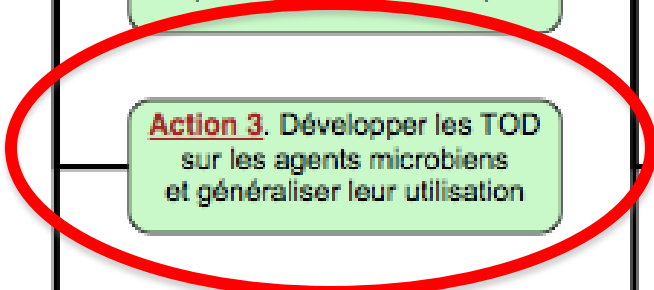 Action 3. Développer les TOD
sur les agents microbiens
et généraliser leur utilisation